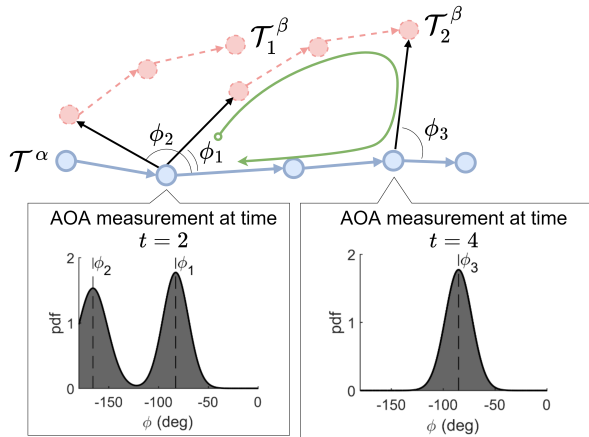 𝒯₁^β
𝒯₂^β
ϕ₂
ϕ₁
ϕ₃
𝒯^α
AOA measurement at time
t = 2
AOA measurement at time
t = 4
2
1
0
pdf
ϕ₂
ϕ₁
-150
-100
-50
0
ϕ (deg)
2
1
0
pdf
ϕ₃
-150
-100
-50
0
ϕ (deg)